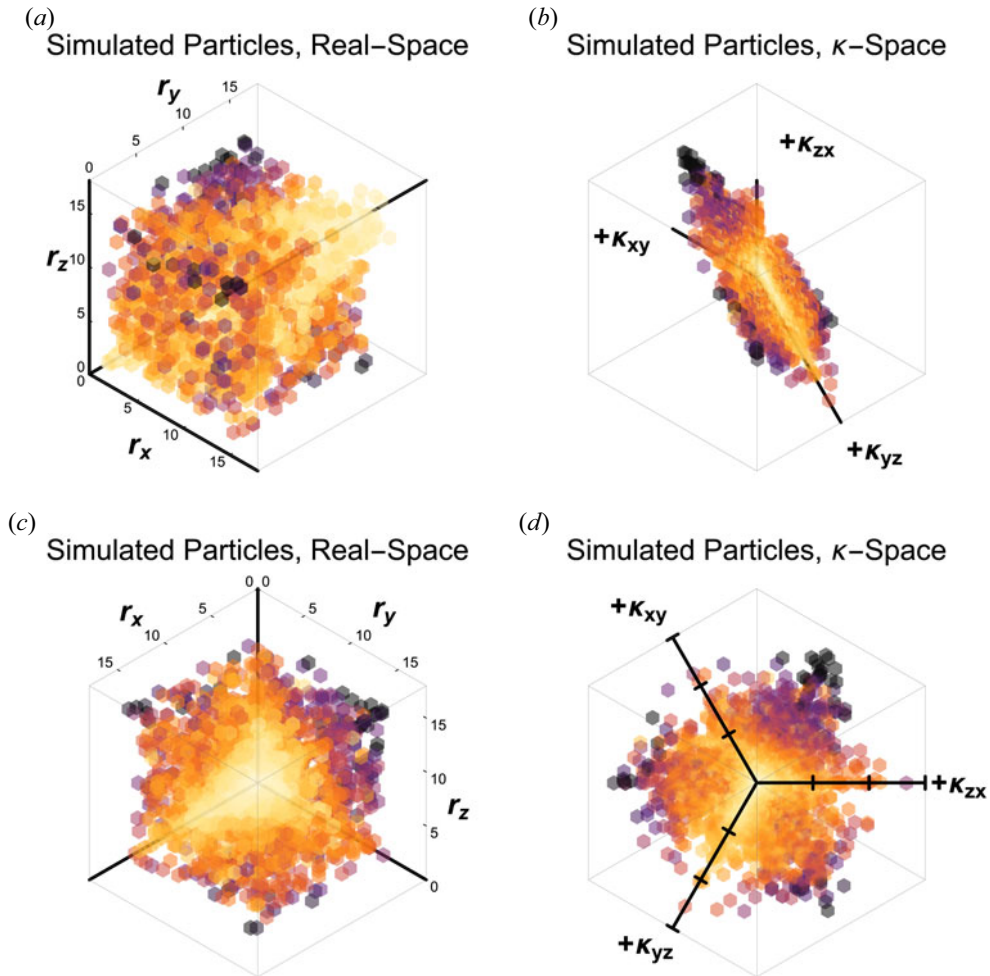 (a)
Simulated Particles, Real-Space
15
r_y
10
5
0
15
r_z 10
5
0
0
5
r_x
10
15
(b)
Simulated Particles, κ-Space
+κ_zx
+κ_xy
+κ_yz
(c)
Simulated Particles, Real-Space
0 0
r_x
5
5
r_y
10
10
15
15
15
10
r_z
5
0
(d)
Simulated Particles, κ-Space
+κ_xy
+κ_zx
+κ_yz